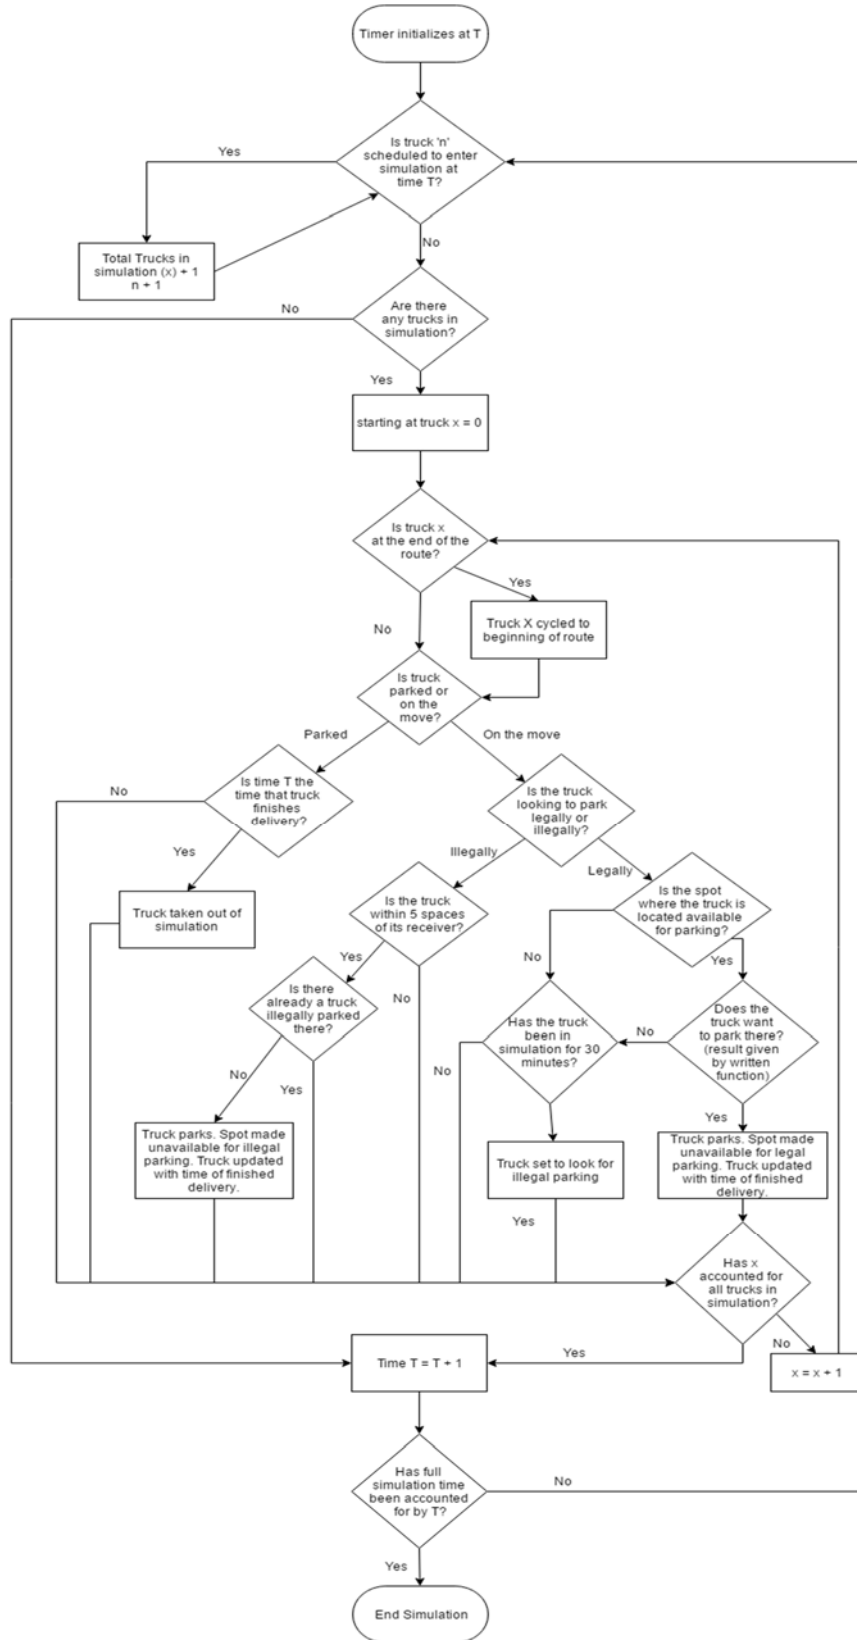 Timer initializes at T
Is truck 'n'
scheduled to enter
simulation at
time T?
Yes
No
Total Trucks in
simulation (x) + 1
n + 1
Are there
any trucks in
simulation?
No
Yes
starting at truck x = 0
Is truck x
at the end of the
route?
Yes
No
Truck X cycled to
beginning of route
Is truck
parked or
on the
move?
Parked
On the move
Is time T the
time that truck
finishes
delivery?
No
Yes
Is the truck
looking to park
legally or
illegally?
Illegally
Legally
Truck taken out of
simulation
Is the truck
within 5 spaces
of its receiver?
Yes
No
Is the spot
where the truck is
located available
for parking?
No
Yes
Is there
already a truck
illegally parked
there?
No
Yes
Has the truck
been in
simulation for 30
minutes?
No
Does the
truck want
to park there?
(result given
by written
function)
No
Yes
Truck parks. Spot made
unavailable for illegal
parking. Truck updated
with time of finished
delivery.
Truck set to look for
illegal parking
Yes
Truck parks. Spot made
unavailable for legal
parking. Truck updated
with time of finished
delivery.
Has x
accounted for
all trucks in
simulation?
No
Yes
x = x + 1
Time T = T + 1
Has full
simulation time
been accounted
for by T?
No
Yes
End Simulation